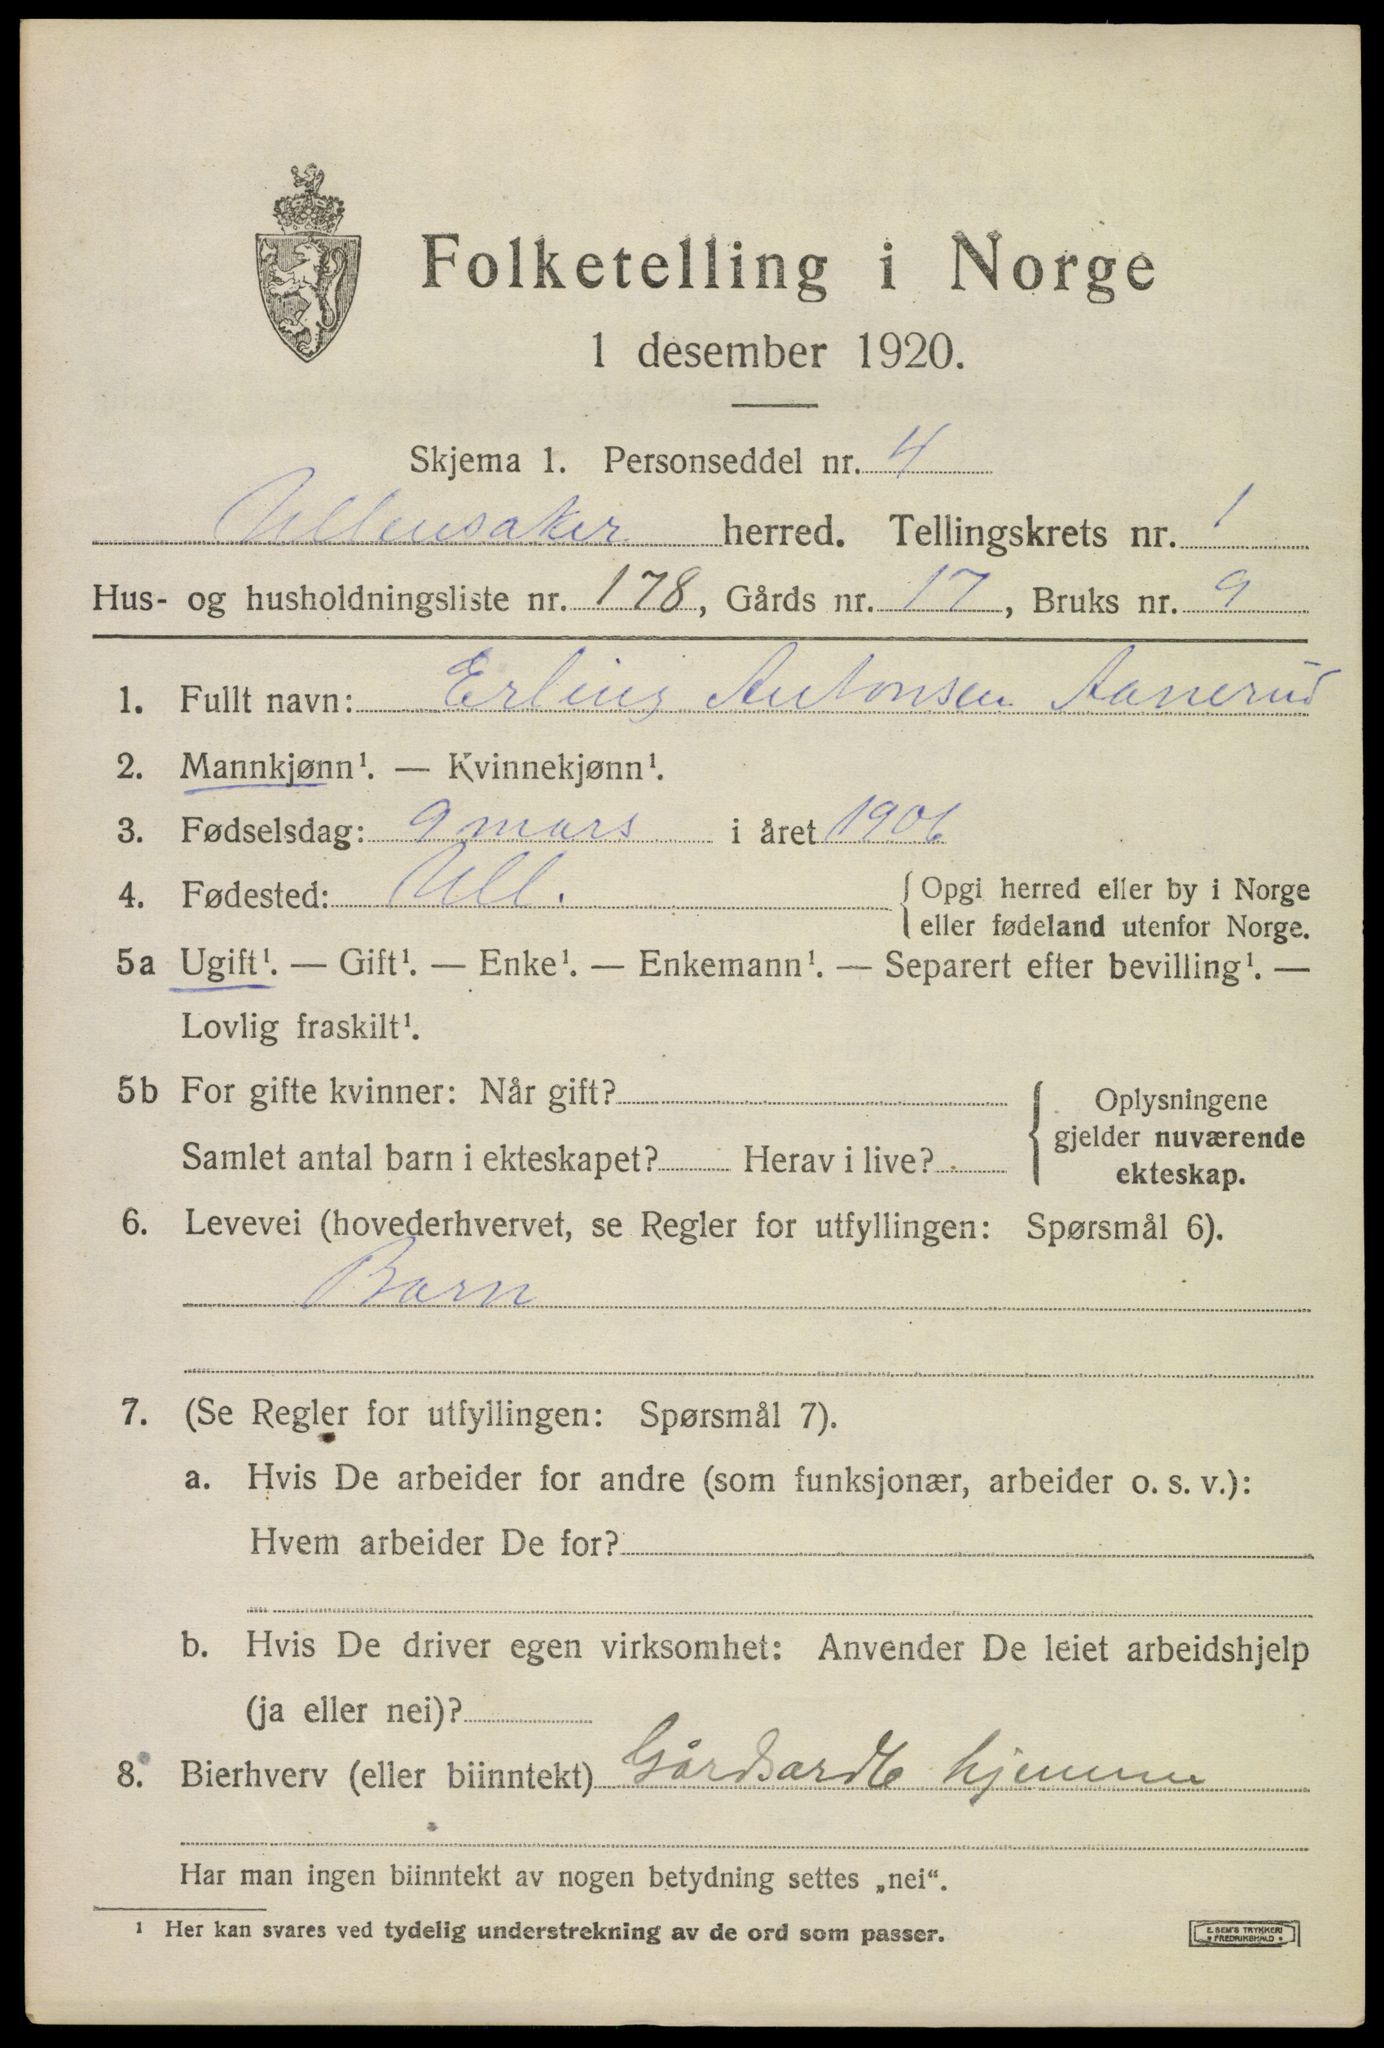 Folketelling i Norge
1 desember 1920.
Skjema 1. Personseddel nr. 4
Ullensaker herred. Tellingskrets nr. 1
Hus- og husholdningsliste nr. 178, Gårds nr. 17, Bruks nr. 9
1. Fullt navn: Erling Antonsen Aanerud
2. Mannkjønn¹. — Kvinnekjønn¹.
3. Fødselsdag: 9 mars i året 1906
4. Fødested: Ull. { Opgi herred eller by i Norge
eller fødeland utenfor Norge.
5a Ugift¹. — Gift¹. — Enke¹. — Enkemann¹. — Separert efter bevilling¹. —
Lovlig fraskilt¹.
5b For gifte kvinner: Når gift? { Oplysningene
gjelder nuværende
Samlet antal barn i ekteskapet? Herav i live?
ekteskap.
6. Levevei (hovederhvervet, se Regler for utfyllingen: Spørsmål 6).
Barn
7. (Se Regler for utfyllingen: Spørsmål 7).
a. Hvis De arbeider for andre (som funksjonær, arbeider o. s. v.):
Hvem arbeider De for?
b. Hvis De driver egen virksomhet: Anvender De leiet arbeidshjelp
(ja eller nei)?
8. Bierhverv (eller biinntekt) Gårdsardb hjemme
Har man ingen biinntekt av nogen betydning settes „nei“.
¹ Her kan svares ved tydelig understrekning av de ord som passer.
E. SEM'S TRYKKERI
• FREDRIKSHALD •